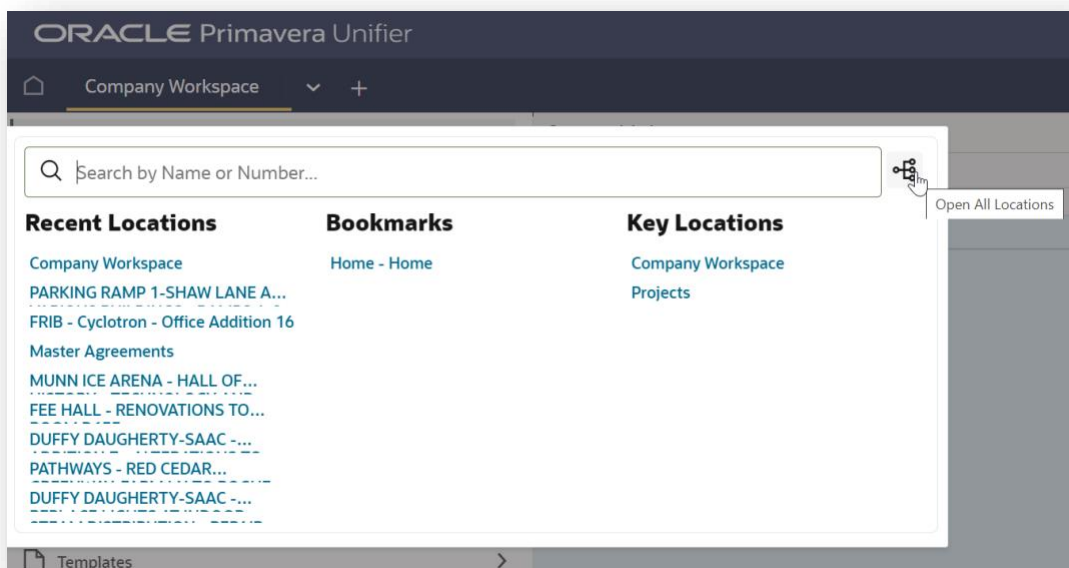 ORACLE Primavera Unifier
Company Workspace
Search by Name or Number...
Open All Locations
Recent Locations
Company Workspace
PARKING RAMP 1-SHAW LANE A...
FRIB - Cyclotron - Office Addition 16
Master Agreements
MUNN ICE ARENA - HALL OF...
FEE HALL - RENOVATIONS TO...
DUFFY DAUGHERTY-SAAC -...
PATHWAYS - RED CEDAR...
DUFFY DAUGHERTY-SAAC -...
Bookmarks
Home - Home
Key Locations
Company Workspace
Projects
Templates